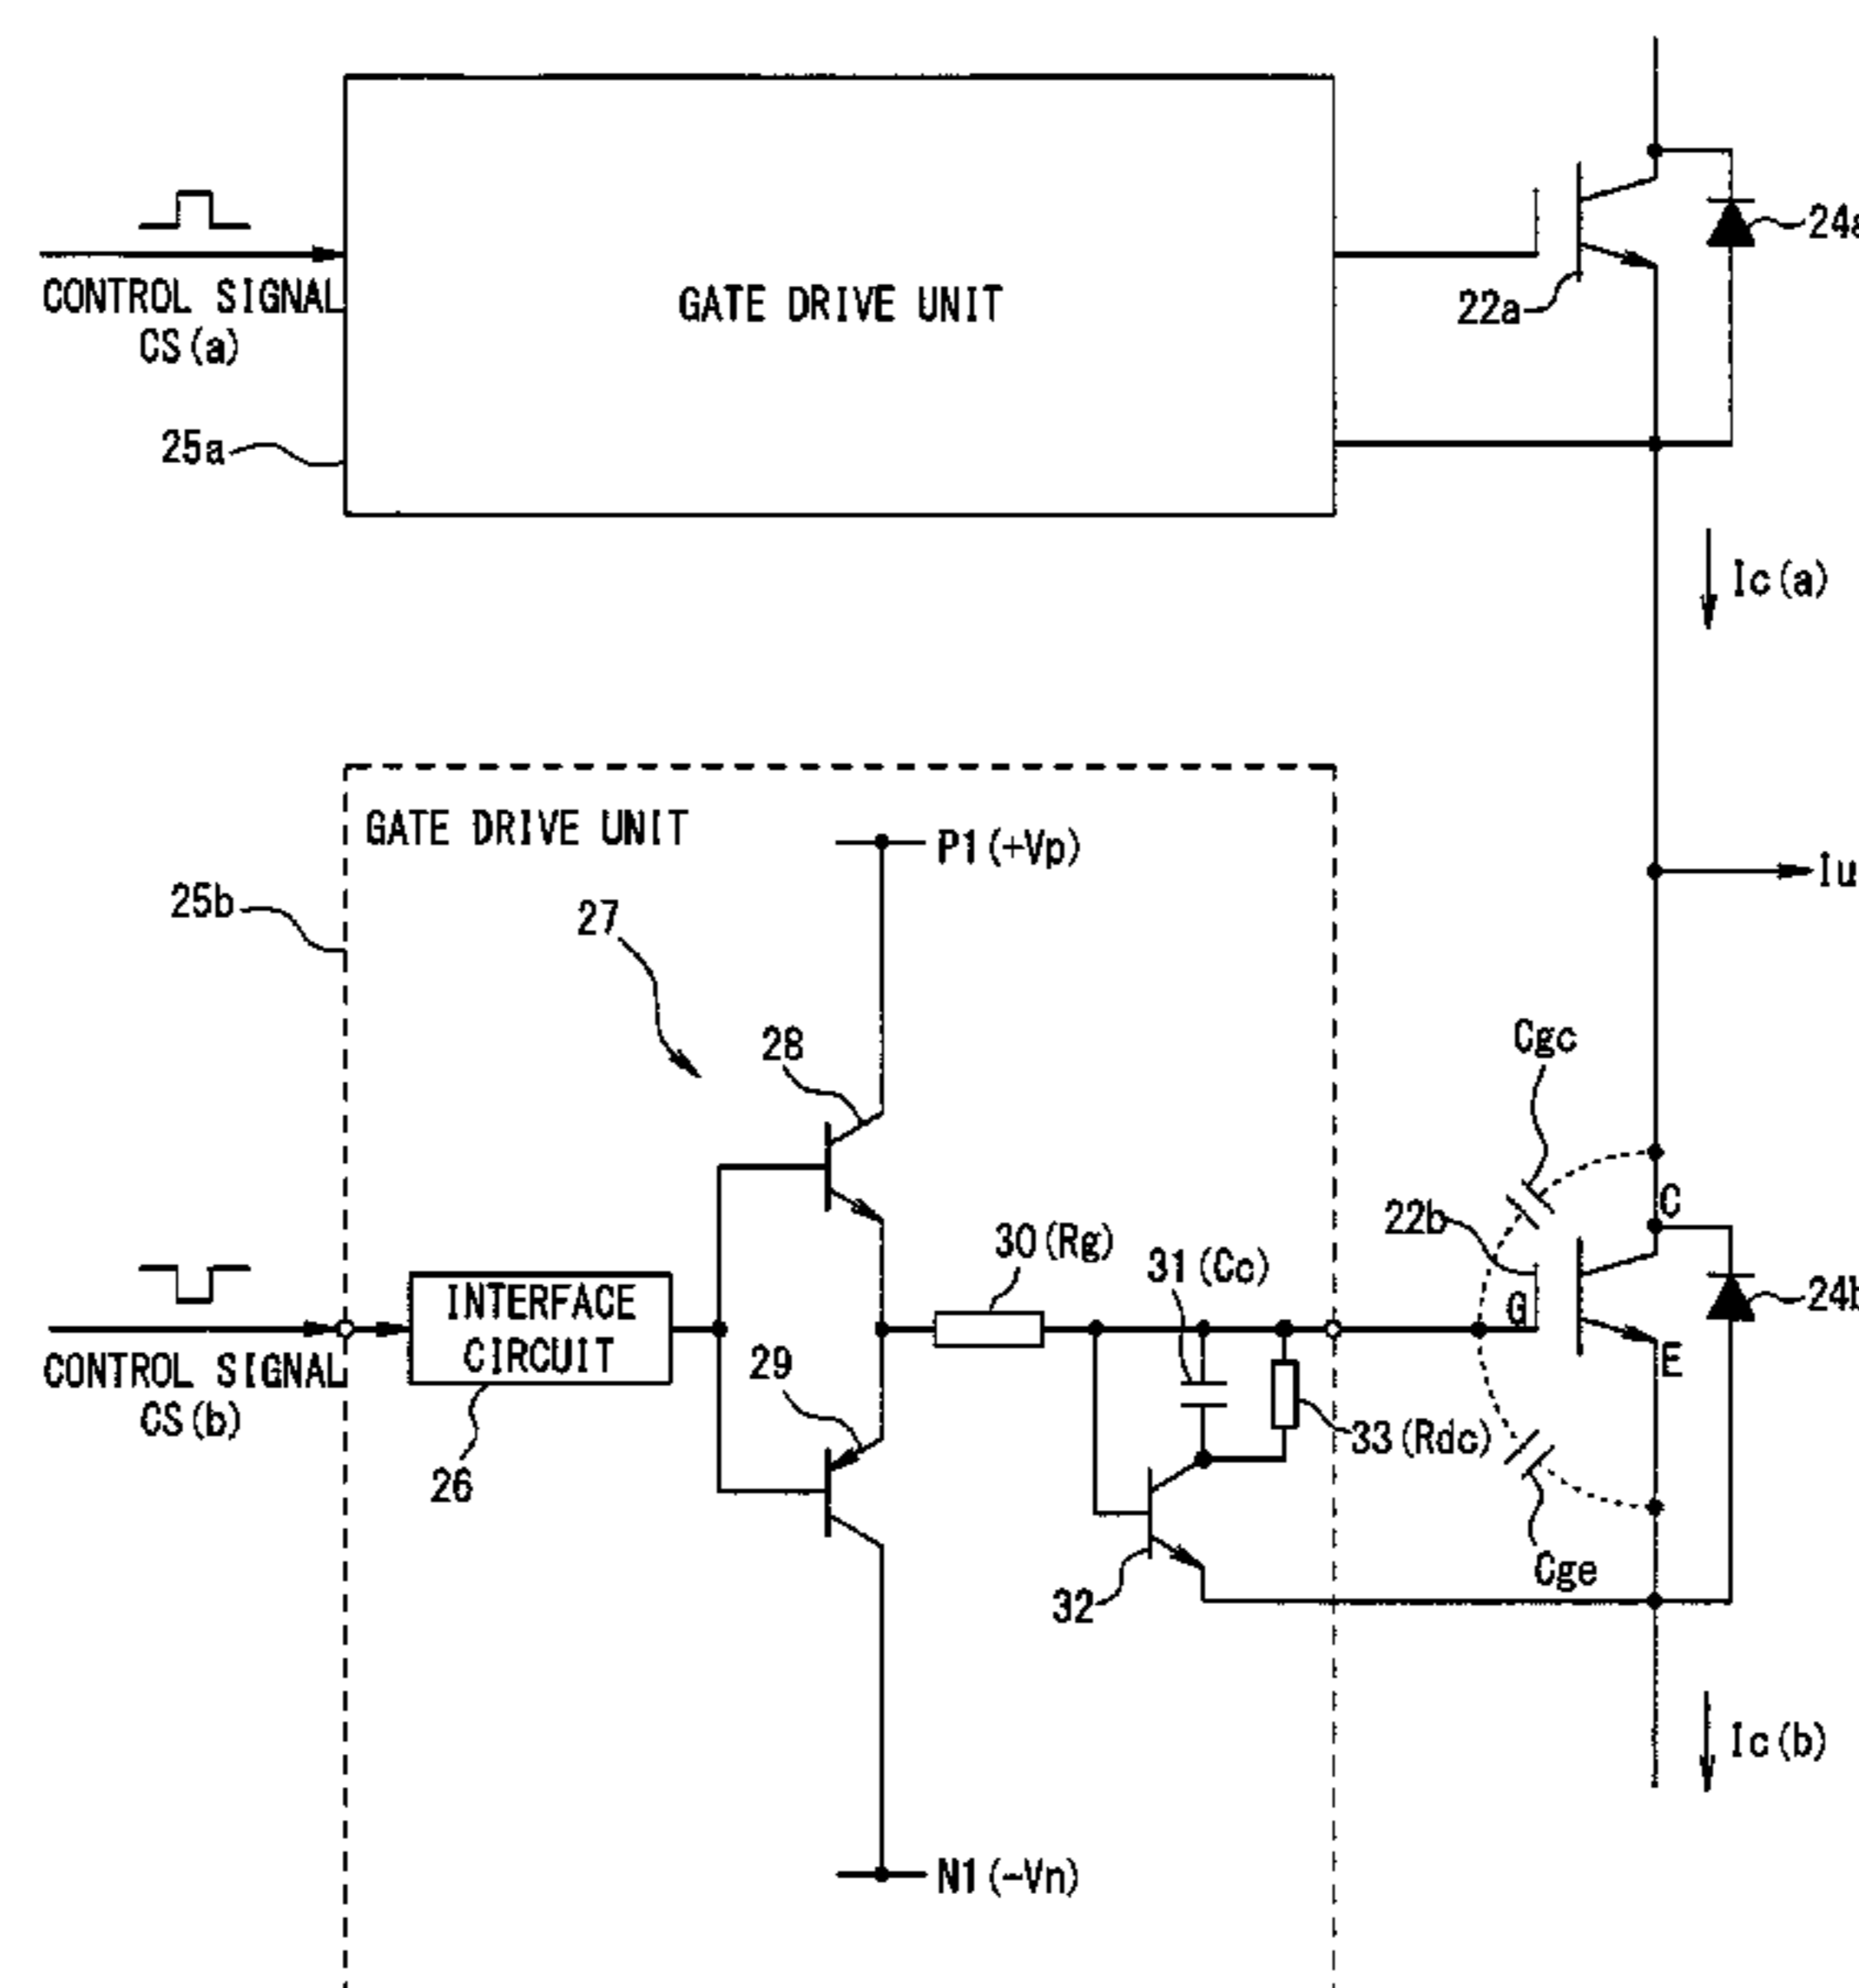 24a
CONTROL SIGNAL
CS(a)
GATE DRIVE UNIT
22a
25a
Ic(a)
GATE DRIVE UNIT
P1(+Vp)
Iu
25b
27
28
Cgc
C
22b
30(Rg)
31(Cc)
G
24b
INTERFACE
CIRCUIT
CONTROL SIGNAL
CS(b)
29
E
33(Rdc)
26
Cge
32
Ic(b)
N1(-Vn)